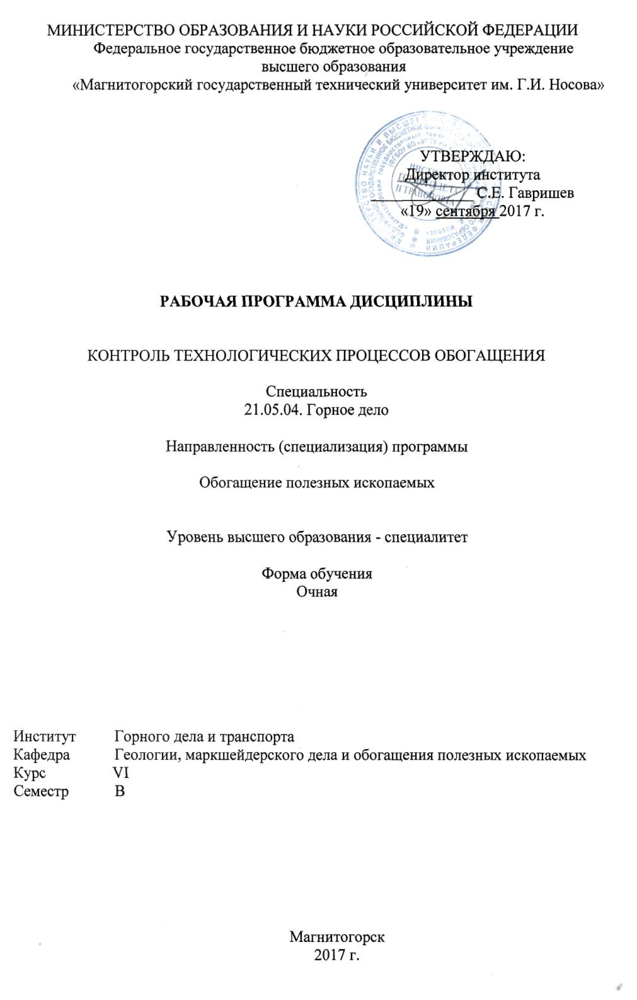 МИНИСТЕРСТВО ОБРАЗОВАНИЯ И НАУКИ РОССИЙСКОЙ ФЕДЕРАЦИИ
Федеральное государственное бюджетное образовательное учреждение
высшего образования
«Магнитогорский государственный технический университет им. Г.И. Носова»
УТВЕРЖДАЮ:
Директор института
С.Е. Гавришев
«19» сентября 2017 г.
РАБОЧАЯ ПРОГРАММА ДИСЦИПЛИНЫ
КОНТРОЛЬ ТЕХНОЛОГИЧЕСКИХ ПРОЦЕССОВ ОБОГАЩЕНИЯ
Специальность
21.05.04. Горное дело
Направленность (специализация) программы
Обогащение полезных ископаемых
Уровень высшего образования - специалитет
Форма обучения
Очная
Институт Горного дела и транспорта
Кафедра Геологии, маркшейдерского дела и обогащения полезных ископаемых
Курс VI
Семестр В
Магнитогорск
2017 г.